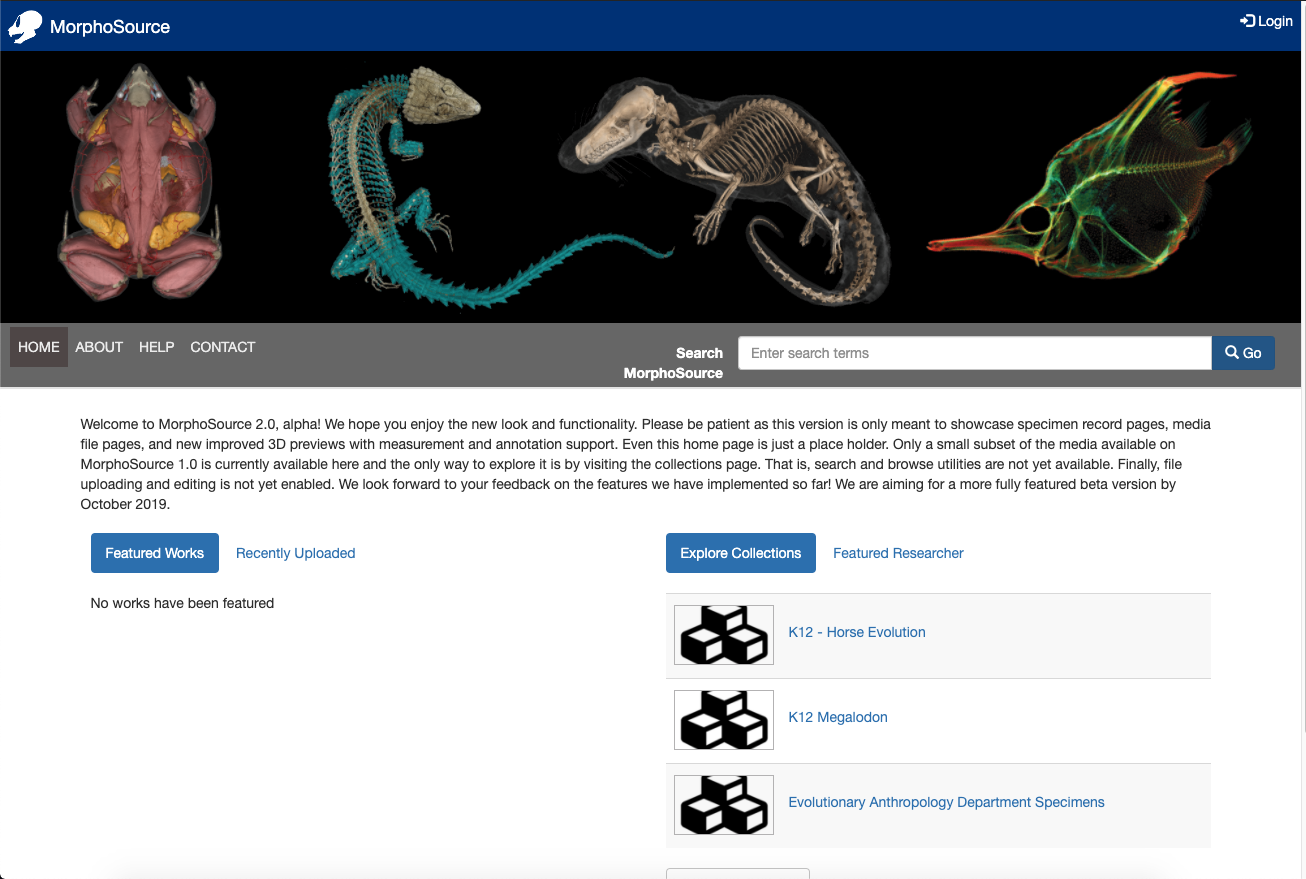 MorphoSource
Login
HOME ABOUT HELP CONTACT
Search
MorphoSource
Enter search terms
Go
Welcome to MorphoSource 2.0, alpha! We hope you enjoy the new look and functionality. Please be patient as this version is only meant to showcase specimen record pages, media
file pages, and new improved 3D previews with measurement and annotation support. Even this home page is just a place holder. Only a small subset of the media available on
MorphoSource 1.0 is currently available here and the only way to explore it is by visiting the collections page. That is, search and browse utilities are not yet available. Finally, file
uploading and editing is not yet enabled. We look forward to your feedback on the features we have implemented so far! We are aiming for a more fully featured beta version by
October 2019.
Featured Works Recently Uploaded
No works have been featured
Explore Collections Featured Researcher
K12 - Horse Evolution
K12 Megalodon
Evolutionary Anthropology Department Specimens